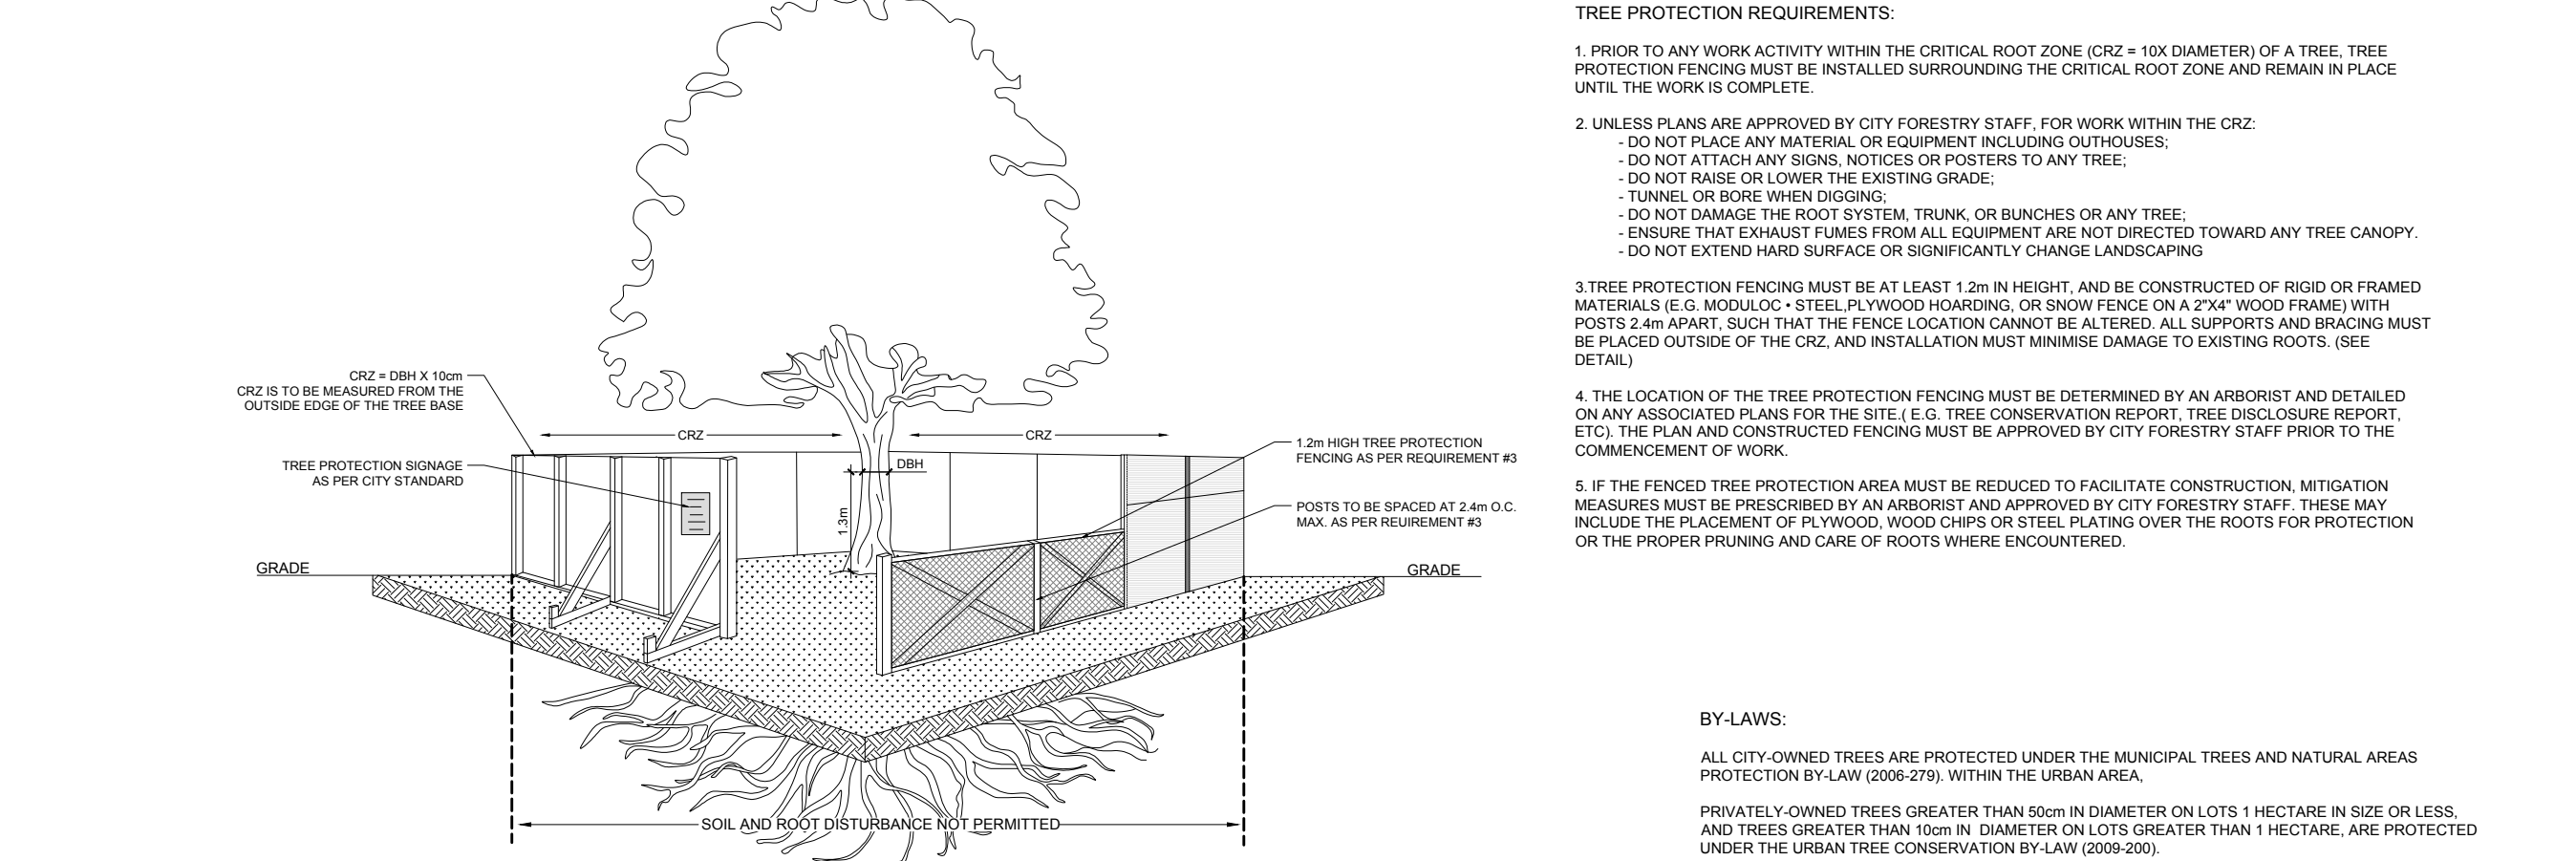 CRZ = DBH X 10cm
CRZ IS TO BE MEASURED FROM THE
OUTSIDE EDGE OF THE TREE BASE
TREE PROTECTION SIGNAGE
AS PER CITY STANDARD
CRZ
CRZ
DBH
1.3m
1.2m HIGH TREE PROTECTION
FENCING AS PER REQUIREMENT #3
POSTS TO BE SPACED AT 2.4m O.C.
MAX. AS PER REUIREMENT #3
GRADE
GRADE
SOIL AND ROOT DISTURBANCE NOT PERMITTED
TREE PROTECTION REQUIREMENTS:
1. PRIOR TO ANY WORK ACTIVITY WITHIN THE CRITICAL ROOT ZONE (CRZ = 10X DIAMETER) OF A TREE, TREE
PROTECTION FENCING MUST BE INSTALLED SURROUNDING THE CRITICAL ROOT ZONE AND REMAIN IN PLACE
UNTIL THE WORK IS COMPLETE.
2. UNLESS PLANS ARE APPROVED BY CITY FORESTRY STAFF, FOR WORK WITHIN THE CRZ:
- DO NOT PLACE ANY MATERIAL OR EQUIPMENT INCLUDING OUTHOUSES;
- DO NOT ATTACH ANY SIGNS, NOTICES OR POSTERS TO ANY TREE;
- DO NOT RAISE OR LOWER THE EXISTING GRADE;
- TUNNEL OR BORE WHEN DIGGING;
- DO NOT DAMAGE THE ROOT SYSTEM, TRUNK, OR BUNCHES OR ANY TREE;
- ENSURE THAT EXHAUST FUMES FROM ALL EQUIPMENT ARE NOT DIRECTED TOWARD ANY TREE CANOPY.
- DO NOT EXTEND HARD SURFACE OR SIGNIFICANTLY CHANGE LANDSCAPING
3.TREE PROTECTION FENCING MUST BE AT LEAST 1.2m IN HEIGHT, AND BE CONSTRUCTED OF RIGID OR FRAMED
MATERIALS (E.G. MODULOC • STEEL,PLYWOOD HOARDING, OR SNOW FENCE ON A 2"X4" WOOD FRAME) WITH
POSTS 2.4m APART, SUCH THAT THE FENCE LOCATION CANNOT BE ALTERED. ALL SUPPORTS AND BRACING MUST
BE PLACED OUTSIDE OF THE CRZ, AND INSTALLATION MUST MINIMISE DAMAGE TO EXISTING ROOTS. (SEE
DETAIL)
4. THE LOCATION OF THE TREE PROTECTION FENCING MUST BE DETERMINED BY AN ARBORIST AND DETAILED
ON ANY ASSOCIATED PLANS FOR THE SITE.( E.G. TREE CONSERVATION REPORT, TREE DISCLOSURE REPORT,
ETC). THE PLAN AND CONSTRUCTED FENCING MUST BE APPROVED BY CITY FORESTRY STAFF PRIOR TO THE
COMMENCEMENT OF WORK.
5. IF THE FENCED TREE PROTECTION AREA MUST BE REDUCED TO FACILITATE CONSTRUCTION, MITIGATION
MEASURES MUST BE PRESCRIBED BY AN ARBORIST AND APPROVED BY CITY FORESTRY STAFF. THESE MAY
INCLUDE THE PLACEMENT OF PLYWOOD, WOOD CHIPS OR STEEL PLATING OVER THE ROOTS FOR PROTECTION
OR THE PROPER PRUNING AND CARE OF ROOTS WHERE ENCOUNTERED.
BY-LAWS:
ALL CITY-OWNED TREES ARE PROTECTED UNDER THE MUNICIPAL TREES AND NATURAL AREAS
PROTECTION BY-LAW (2006-279). WITHIN THE URBAN AREA,
PRIVATELY-OWNED TREES GREATER THAN 50cm IN DIAMETER ON LOTS 1 HECTARE IN SIZE OR LESS,
AND TREES GREATER THAN 10cm IN DIAMETER ON LOTS GREATER THAN 1 HECTARE, ARE PROTECTED
UNDER THE URBAN TREE CONSERVATION BY-LAW (2009-200).